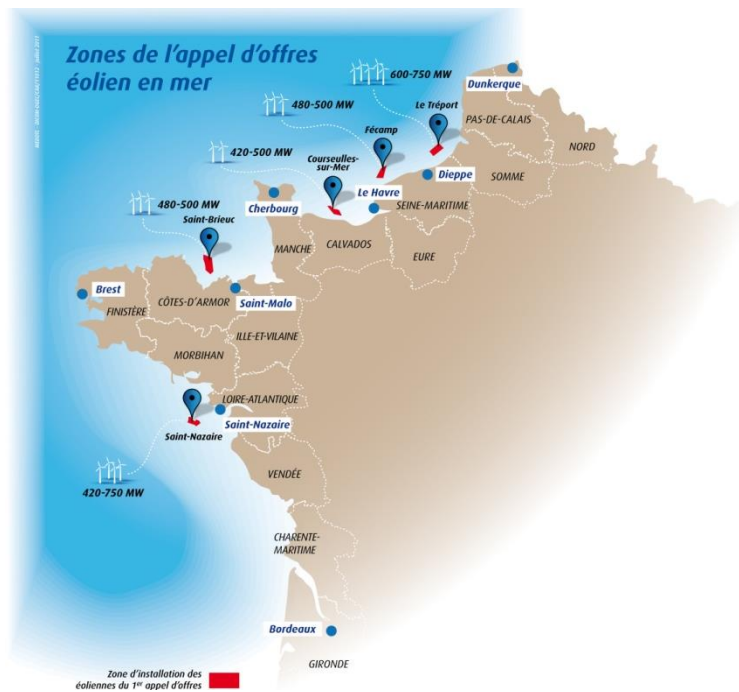 Zones de l'appel d'offres
éolien en mer
600-750 MW
Dunkerque
480-500 MW
Le Tréport
PAS-DE-CALAIS
Fécamp
NORD
420-500 MW
Courseulles-
sur-Mer
Dieppe
SOMME
Le Havre
SEINE-MARITIME
480-500 MW
Saint-Brieuc
Cherbourg
MANCHE
CALVADOS
EURE
Brest
FINISTÈRE
CÔTES-D'ARMOR
Saint-Malo
ILLE-ET-VILAINE
MORBIHAN
LOIRE-ATLANTIQUE
Saint-Nazaire
Saint-Nazaire
420-750 MW
VENDÉE
CHARENTE-
MARITIME
Bordeaux
GIRONDE
Zone d'installation des
éoliennes du 1er appel d'offres